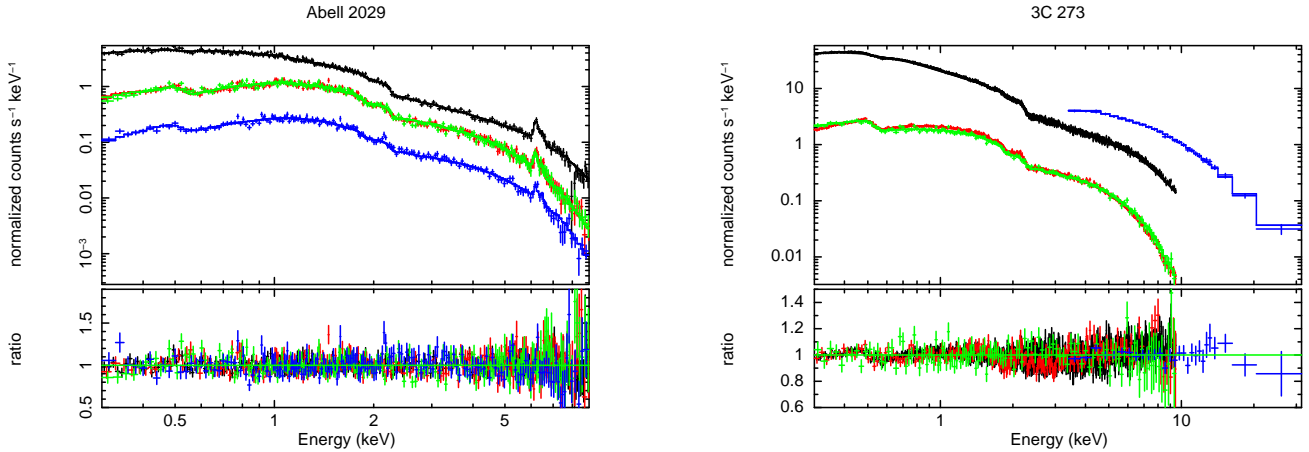 Abell 2029
normalized counts s⁻¹ keV⁻¹
1
0.1
0.01
10⁻³
ratio
1.5
1
0.5
0.5
1
2
5
Energy (keV)
3C 273
normalized counts s⁻¹ keV⁻¹
10
1
0.1
0.01
ratio
1.4
1.2
1
0.8
0.6
1
10
Energy (keV)